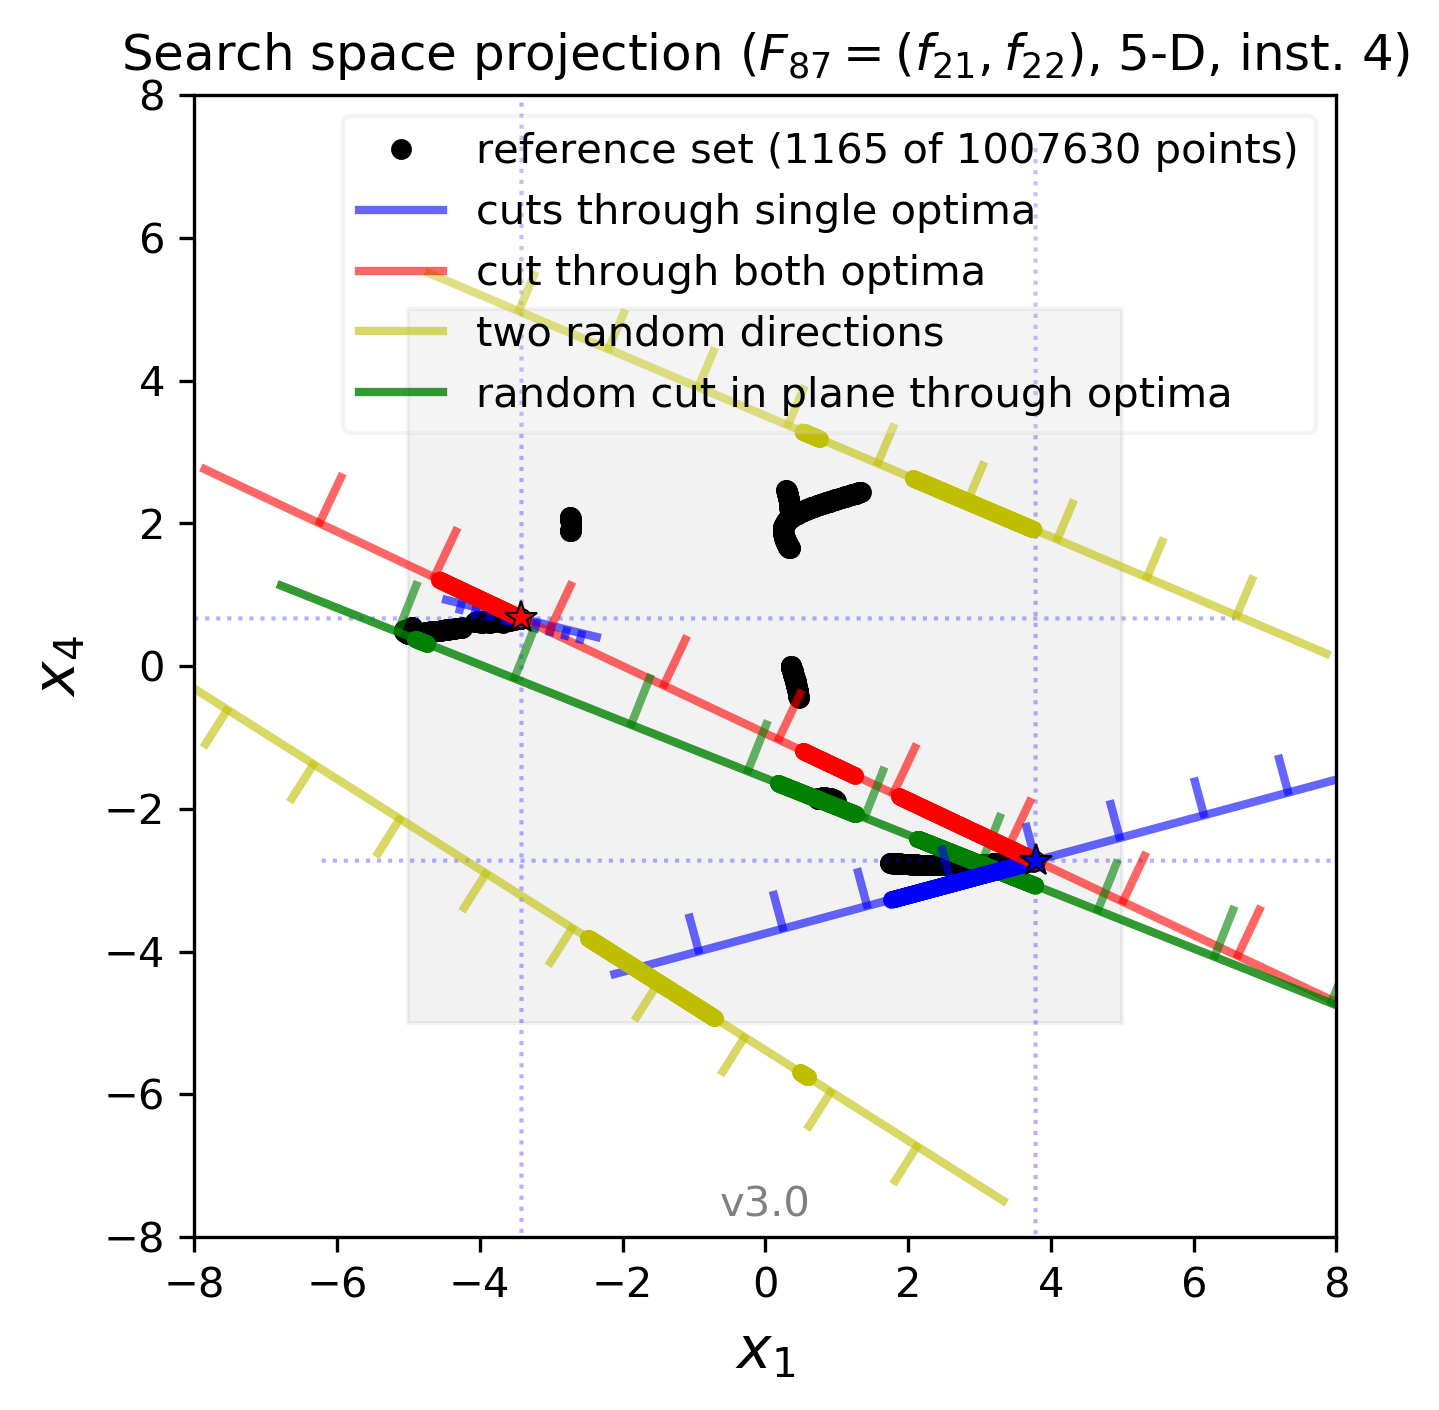 Search space projection (F₈₇ = (f₂₁, f₂₂), 5-D, inst. 4)
reference set (1165 of 1007630 points)
cuts through single optima
cut through both optima
two random directions
random cut in plane through optima
8
6
4
2
0
−2
−4
−6
−8
x₄
v3.0
−8 −6 −4 −2 0 2 4 6 8
x₁